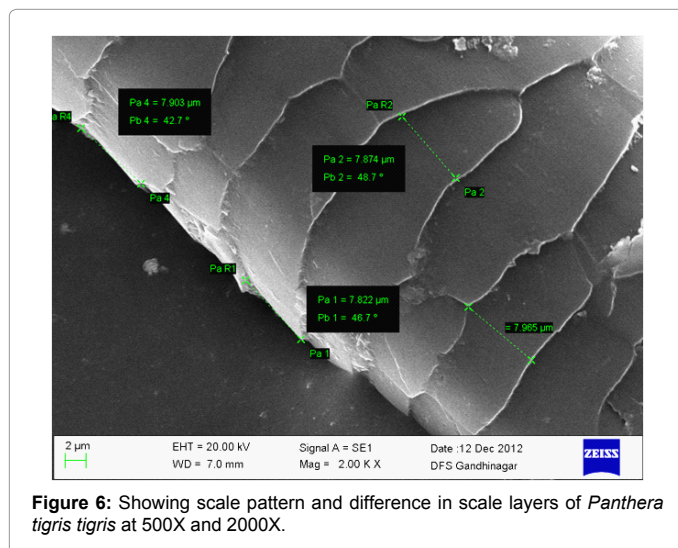 a R4
Pa 4 = 7.903 µm
Pb 4 = 42.7 °
Pa 4
Pa R2
Pa 2 = 7.874 µm
Pb 2 = 48.7 °
Pa 2
Pa R1
Pa 1 = 7.822 µm
Pb 1 = 46.7 °
Pa 1
= 7.965 µm
2 µm
EHT = 20.00 kV
Signal A = SE1
Date :12 Dec 2012
ZEISS
WD = 7.0 mm
Mag = 2.00 K X
DFS Gandhinagar
Figure 6: Showing scale pattern and difference in scale layers of Panthera
tigris tigris at 500X and 2000X.